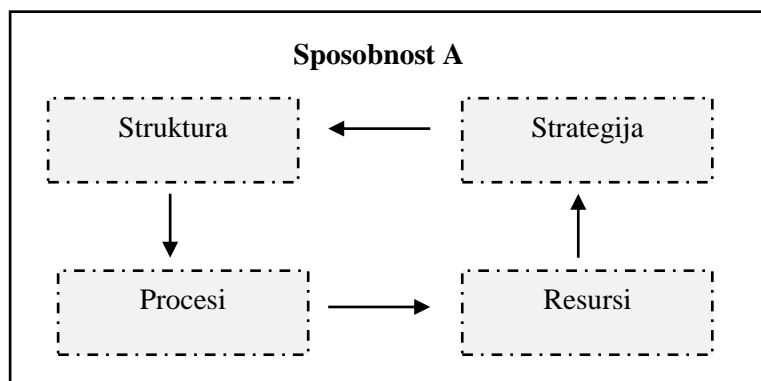 Sposobnost A
Struktura
Strategija
Procesi
Resursi